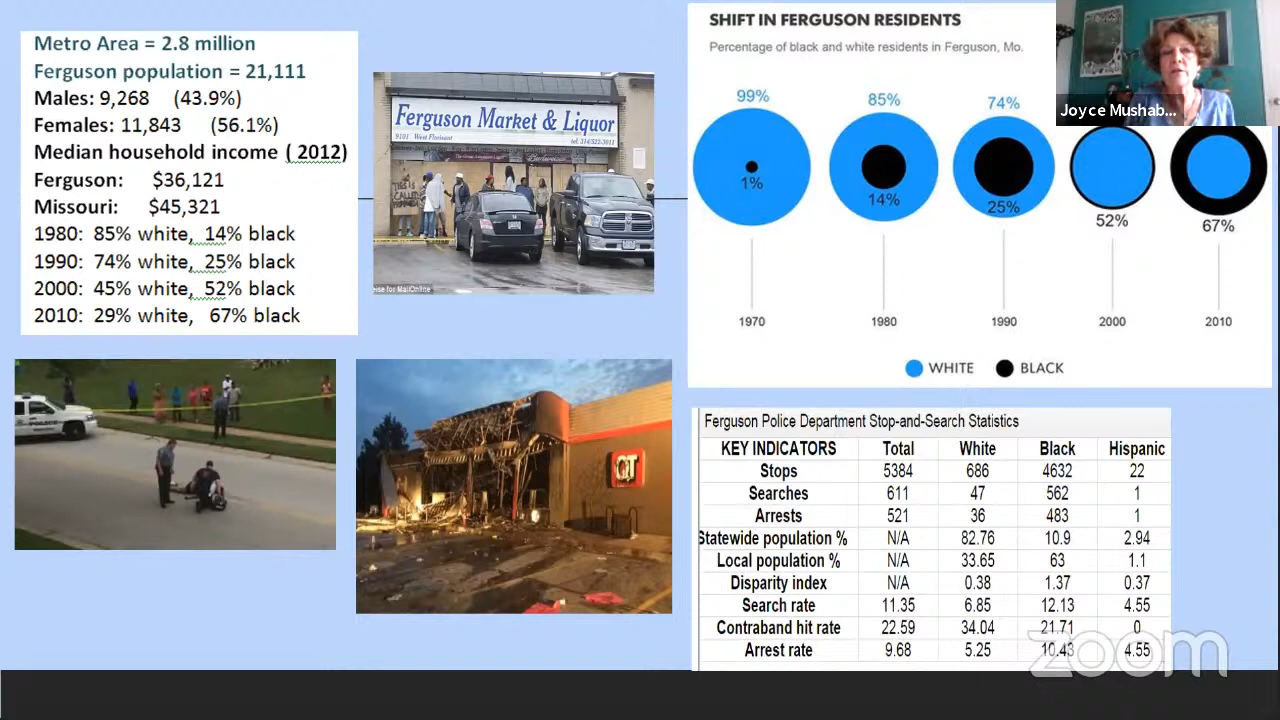 Metro Area = 2.8 million
Ferguson population = 21,111
Males: 9,268 (43.9%)
Females: 11,843 (56.1%)
Median household income ( 2012)
Ferguson: $36,121
Missouri: $45,321
1980: 85% white, 14% black
1990: 74% white, 25% black
2000: 45% white, 52% black
2010: 29% white, 67% black
Ferguson Market & Liquor
9101 West Florissant
THIS IS
CALLED
SHIFT IN FERGUSON RESIDENTS
Percentage of black and white residents in Ferguson, Mo.
99% 85% 74%
1% 14% 25% 52% 67%
1970 1980 1990 2000 2010
WHITE BLACK
Joyce Mushab...
QT
Ferguson Police Department Stop-and-Search Statistics
KEY INDICATORS Total White Black Hispanic
Stops 5384 686 4632 22
Searches 611 47 562 1
Arrests 521 36 483 1
Statewide population % N/A 82.76 10.9 2.94
Local population % N/A 33.65 63 1.1
Disparity index N/A 0.38 1.37 0.37
Search rate 11.35 6.85 12.13 4.55
Contraband hit rate 22.59 34.04 21.71 0
Arrest rate 9.68 5.25 10.43 4.55
zoom